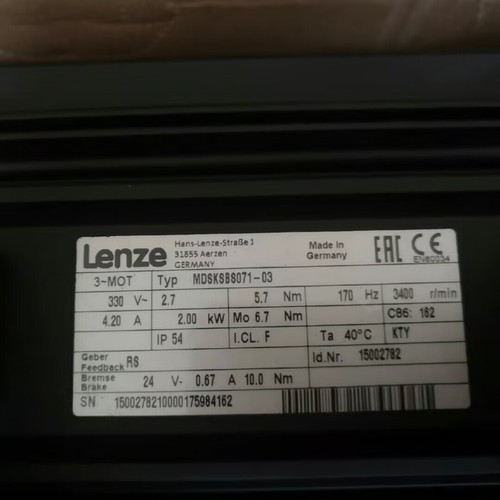 Lenze
Hans-Lenze-Straße 1
31855 Aerzen
GERMANY
Made in
Germany
EAC CE
EN60034
3~MOT Typ MDSKSBS071-03
330 V~ 2.7 5.7 Nm 170 Hz 3400 r/min
4.20 A 2.00 kW Mo 6.7 Nm C86: 162
IP 54 I.CL. F Ta 40°C KTY
Geber
Feedback RS
Id.Nr. 15002782
Bremse
Brake 24 V- 0.67 A 10.0 Nm
SN 1500278210000175984162